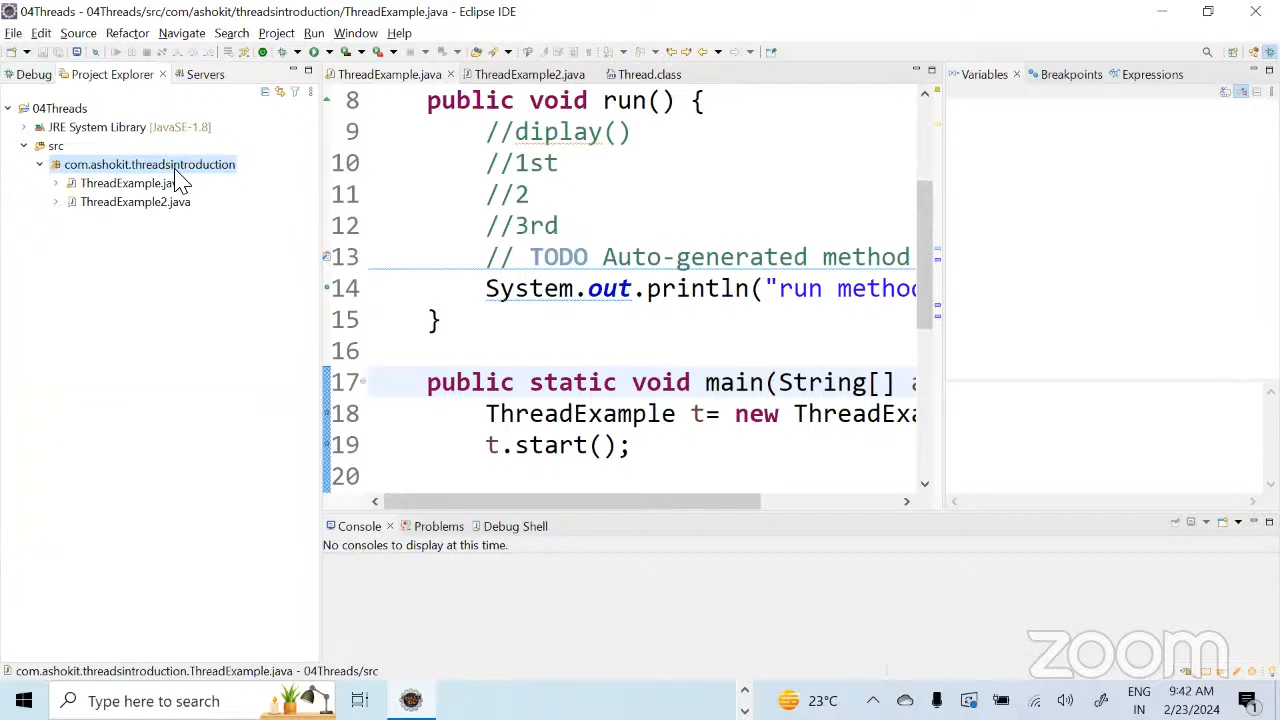 04Threads - 04Threads/src/com/ashokit/threadsintroduction/ThreadExample.java - Eclipse IDE
File Edit Source Refactor Navigate Search Project Run Window Help
Debug Project Explorer Servers
ThreadExample.java ThreadExample2.java Thread.class
Variables Breakpoints Expressions
04Threads
JRE System Library [JavaSE-1.8]
src
com.ashokit.threadsintroduction
ThreadExample.jav
ThreadExample2.java
8 public void run() {
9 //diplay()
10 //1st
11 //2
12 //3rd
13 // TODO Auto-generated method
14 System.out.println("run method
15 }
16
17 public static void main(String[] a
18 ThreadExample t= new ThreadExa
19 t.start();
20
Console Problems Debug Shell
No consoles to display at this time.
zoom
com.ashokit.threadsintroduction.ThreadExample.java - 04Threads/src
Type here to search
23°C
ENG
IN
9:42 AM
2/23/2024
1